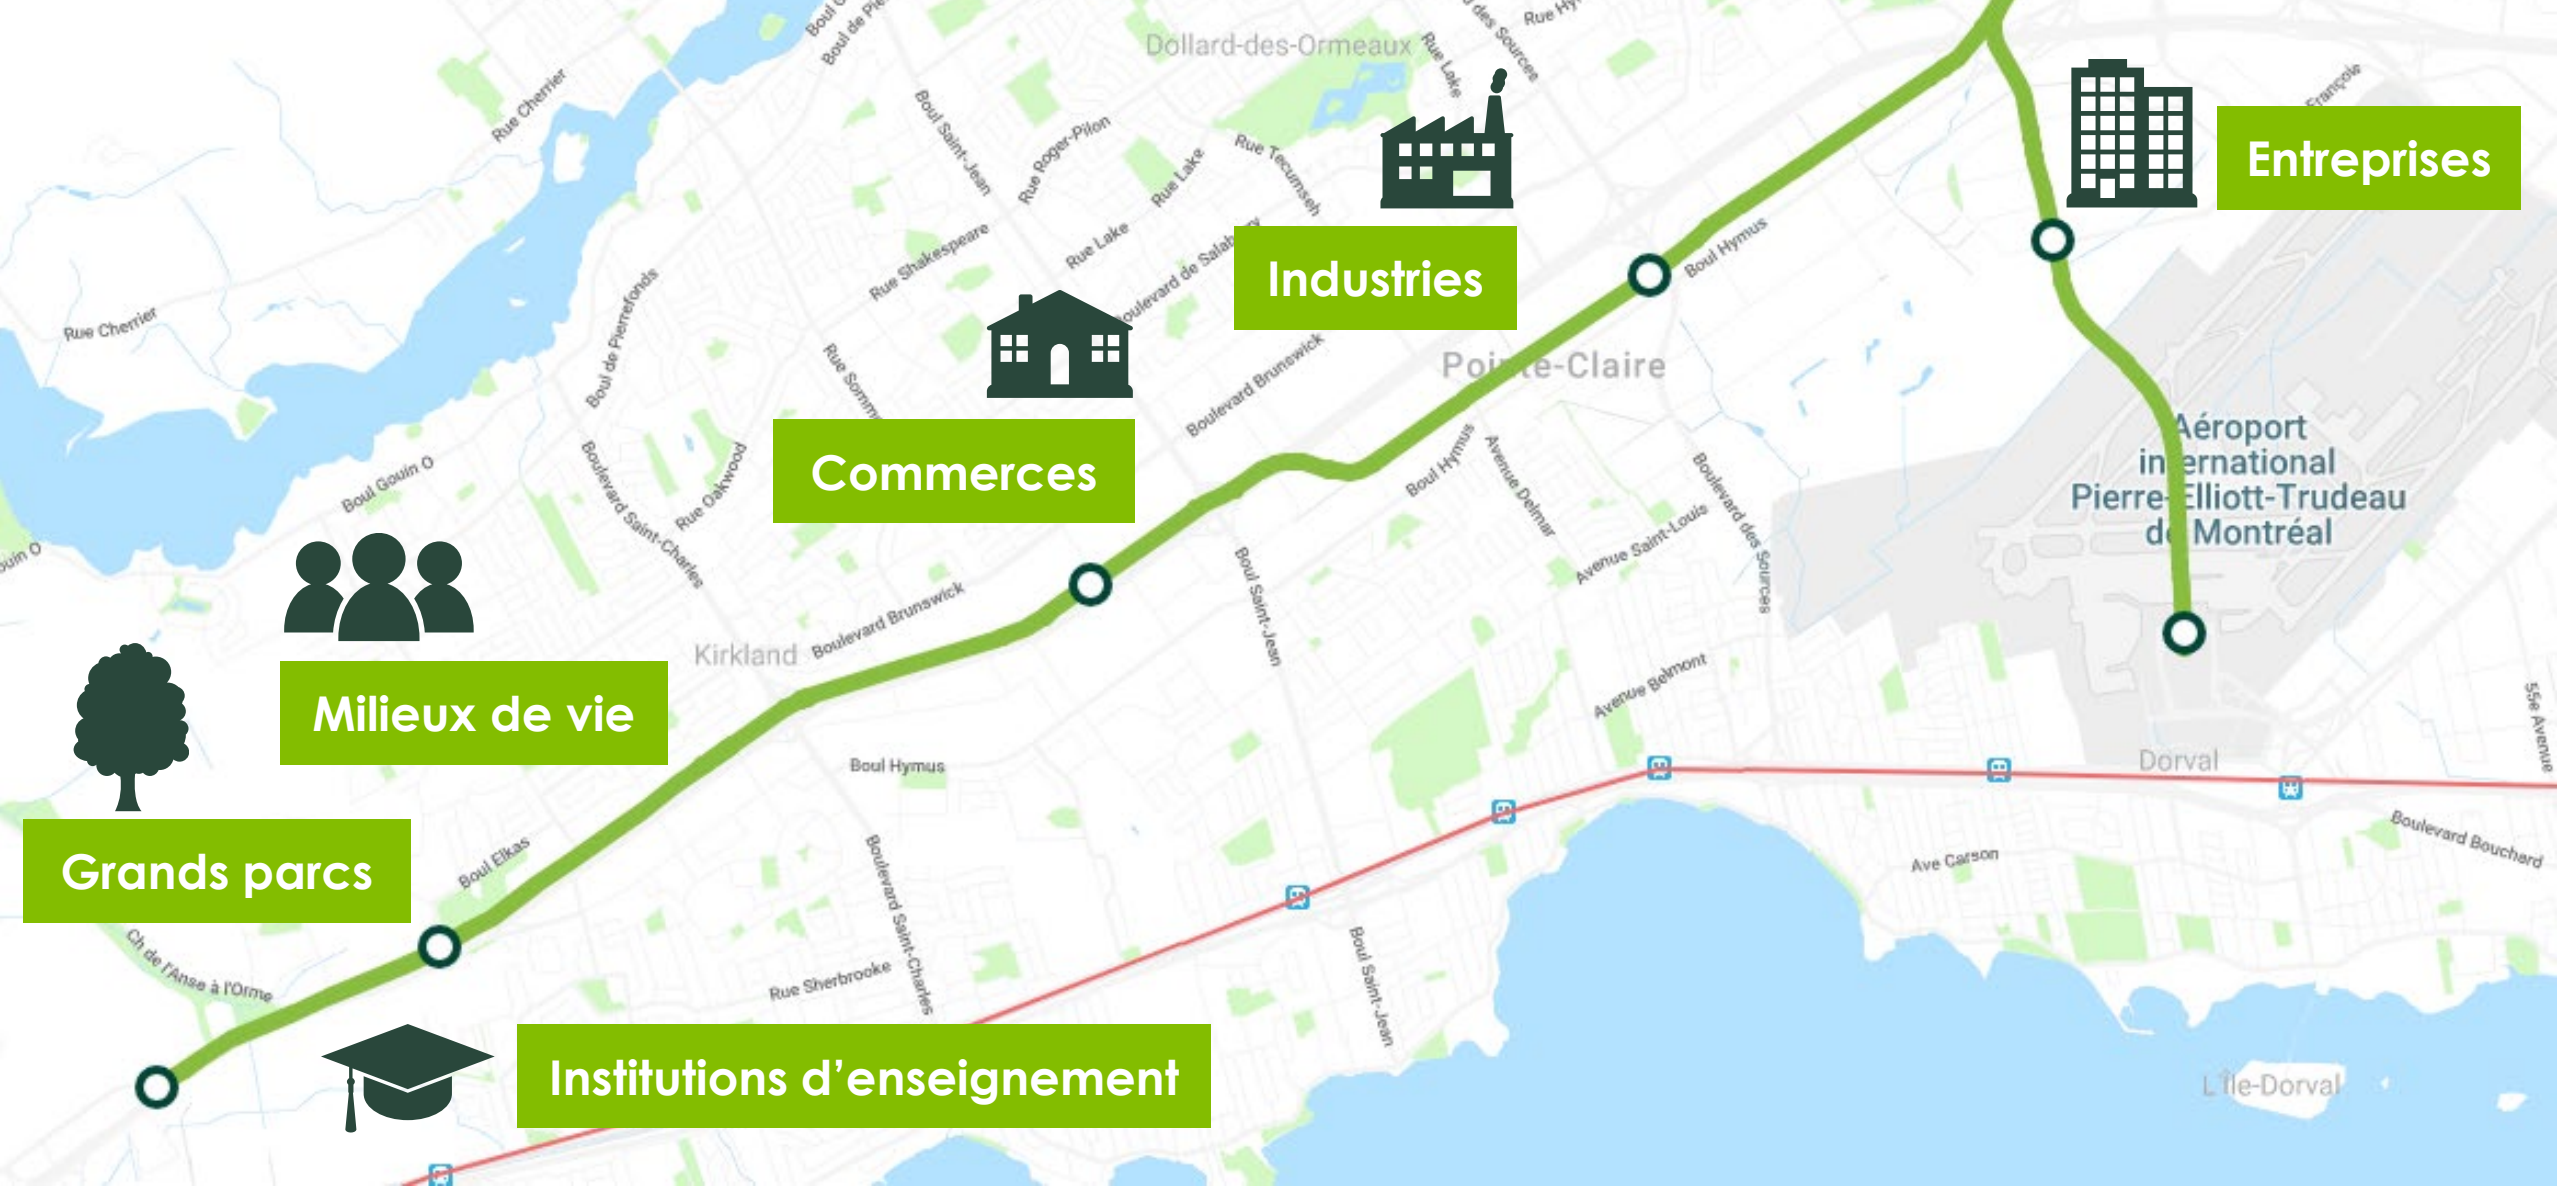 Dollard-des-Ormeaux
Rue Lake
des Sources
Rue Cherrier
Boul Saint-Jean
Rue Roger-Pilon
Rue Lake
Rue Tecumseh
Entreprises
Rue Shakespeare
Rue Lake
Boul Hymus
Industries
Rue Cherrier
Boul de Pierrefonds
Boulevard Brunswick
Pointe-Claire
Commerces
Aéroport
international
Pierre-Elliott-Trudeau
de Montréal
Boul Gouin O
Boulevard Saint-Charles
Rue Oakwood
Boul Hymus
Avenue Delmar
Avenue Saint-Louis
Boulevard des Sources
Boul Saint-Jean
Boulevard Brunswick
Kirkland
Milieux de vie
Avenue Belmont
55e Avenue
Boul Hymus
Dorval
Grands parcs
Boul Elkas
Ave Carson
Boulevard Bouchard
Ch de l'Anse à l'Orme
Rue Sherbrooke
Boulevard Saint-Charles
Boul Saint-Jean
Institutions d’enseignement
L'Île-Dorval